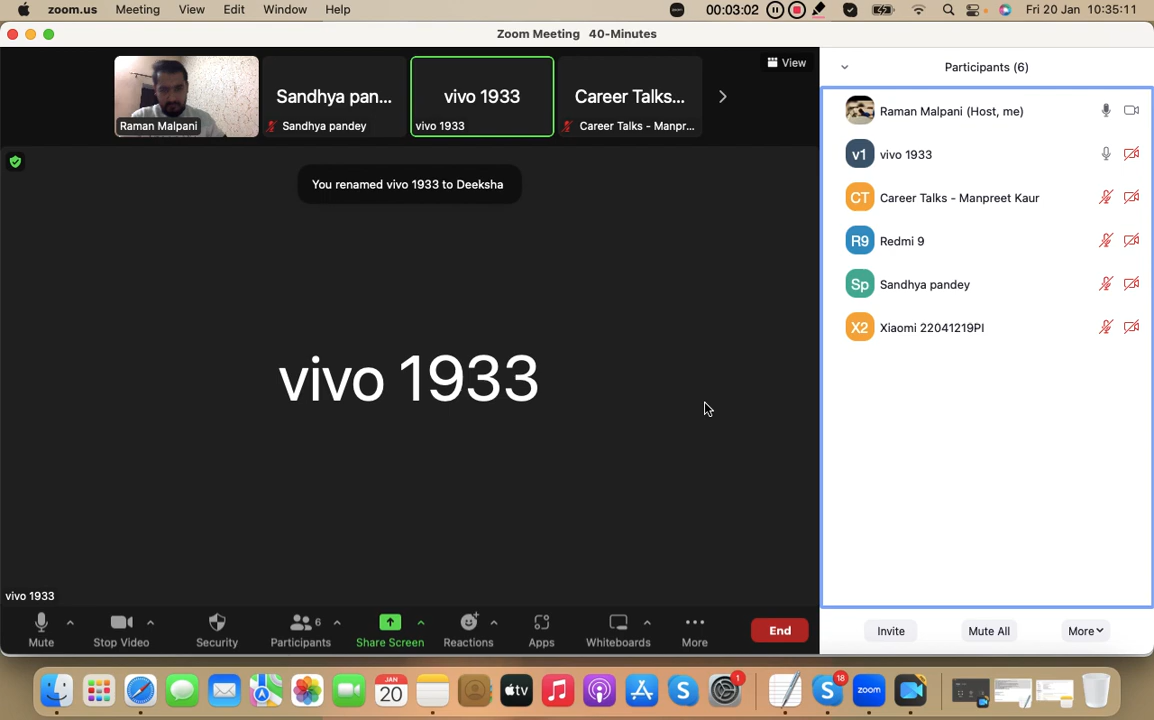 zoom.us Meeting View Edit Window Help 00:03:02 Fri 20 Jan 10:35:11
Zoom Meeting 40-Minutes
View
Raman Malpani
Sandhya pan...
Sandhya pandey
vivo 1933
vivo 1933
Career Talks...
Career Talks - Manpr...
You renamed vivo 1933 to Deeksha
vivo 1933
vivo 1933
Participants (6)
Raman Malpani (Host, me)
v1 vivo 1933
CT Career Talks - Manpreet Kaur
R9 Redmi 9
Sp Sandhya pandey
X2 Xiaomi 22041219PI
Mute
Stop Video
Security
6
Participants
Share Screen
Reactions
Apps
Whiteboards
More
End
Invite
Mute All
More
JAN
20
tv
1
18
zoom